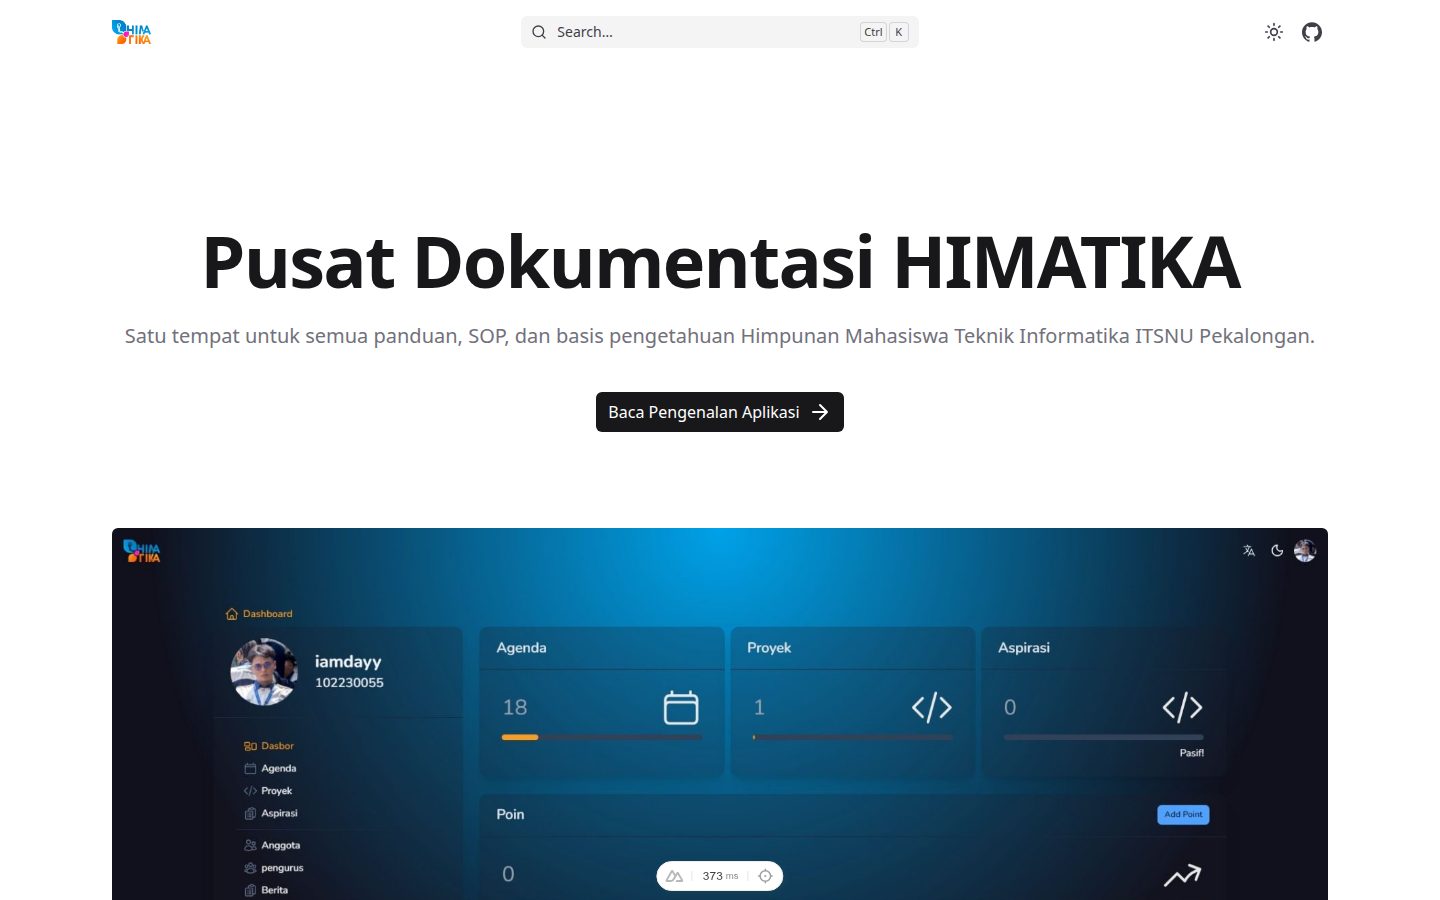 HIMA
TIKA
Search...
Ctrl K
Pusat Dokumentasi HIMATIKA
Satu tempat untuk semua panduan, SOP, dan basis pengetahuan Himpunan Mahasiswa Teknik Informatika ITSNU Pekalongan.
Baca Pengenalan Aplikasi
HIMA
TIKA
Dashboard
iamdayy
102230055
Dasbor
Agenda
Proyek
Aspirasi
Anggota
pengurus
Berita
Agenda
18
Proyek
1
Aspirasi
0
Pasif!
Poin
Add Point
0
373 ms